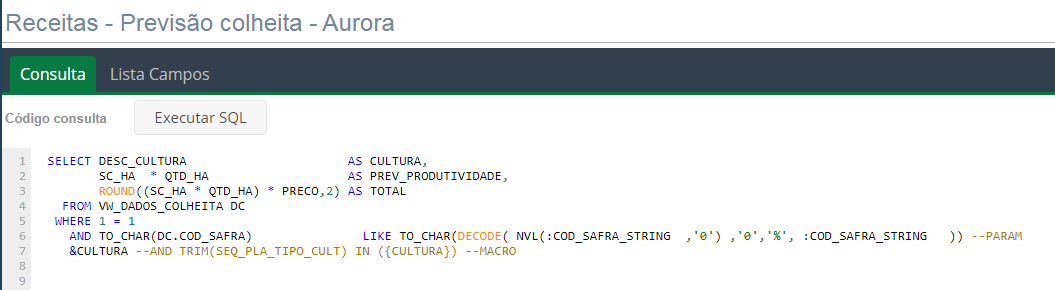 Receitas - Previsão colheita - Aurora
Consulta Lista Campos
Código consulta Executar SQL
1 SELECT DESC_CULTURA AS CULTURA,
2 SC_HA * QTD_HA AS PREV_PRODUTIVIDADE,
3 ROUND((SC_HA * QTD_HA) * PRECO,2) AS TOTAL
4 FROM VW_DADOS_COLHEITA DC
5 WHERE 1 = 1
6 AND TO_CHAR(DC.COD_SAFRA) LIKE TO_CHAR(DECODE( NVL(:COD_SAFRA_STRING ,'0') ,'0','%', :COD_SAFRA_STRING )) --PARAM
7 &CULTURA --AND TRIM(SEQ_PLA_TIPO_CULT) IN ({CULTURA}) --MACRO
8
9